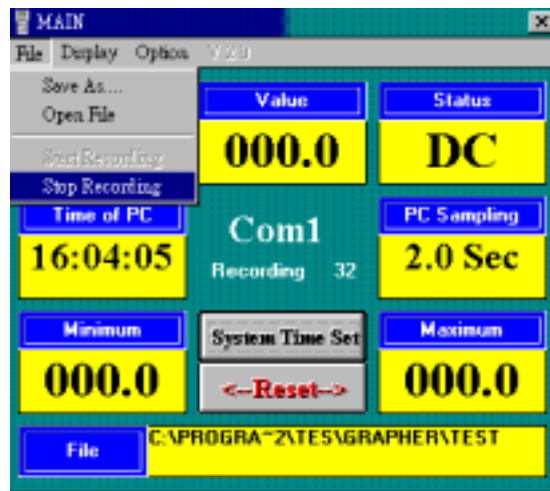 MAIN
File Display Option V 2.0
Save As....
Open File
Start Recording
Stop Recording
Value
000.0
Status
DC
Time of PC
16:04:05
Com1
Recording 32
PC Sampling
2.0 Sec
Minimum
000.0
System Time Set
<--Reset-->
Maximum
000.0
File
C:\PROGRA~2\TES\GRAPHER\TEST